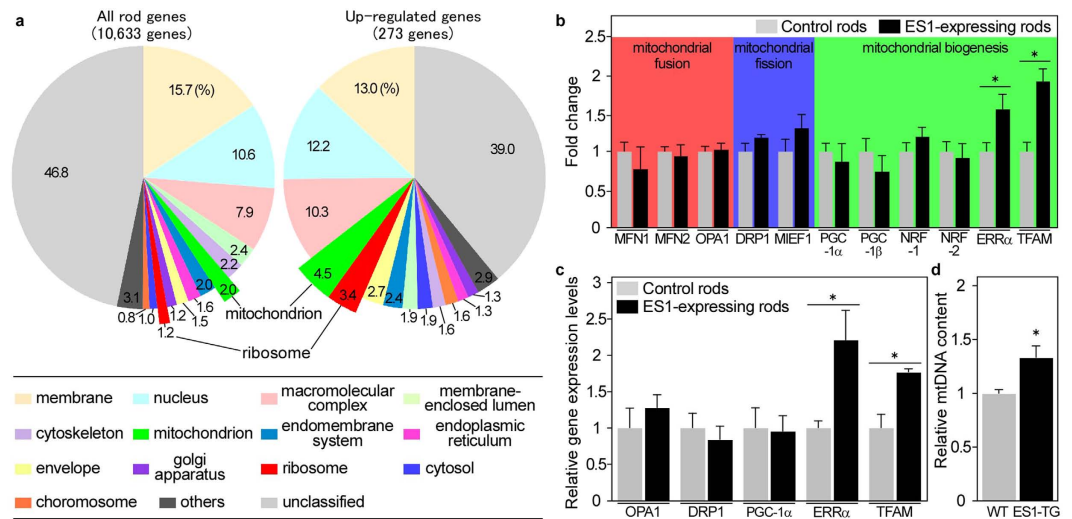 a
All rod genes
(10,633 genes)
Up-regulated genes
(273 genes)
15.7 (%)
10.6
7.9
2.4
2.2
2.0
2.0
1.6
1.5
1.2
1.2
1.0
0.8
3.1
46.8
13.0 (%)
12.2
10.3
4.5
3.4
2.7
2.4
1.9
1.9
1.6
1.6
1.3
1.3
2.9
39.0
mitochondrion
ribosome
membrane
nucleus
macromolecular
complex
membrane-
enclosed lumen
cytoskeleton
mitochondrion
endomembrane
system
endoplasmic
reticulum
envelope
golgi
apparatus
ribosome
cytosol
choromosome
others
unclassified
b
Control rods
ES1-expressing rods
Fold change
2.5
2
1.5
1
0.5
0
mitochondrial
fusion
mitochondrial
fission
mitochondrial biogenesis
*
*
MFN1
MFN2
OPA1
DRP1
MIEF1
PGC
-1α
PGC
-1β
NRF
-1
NRF
-2
ERRα
TFAM
c
Control rods
ES1-expressing rods
Relative gene expression levels
3
2.5
2
1.5
1
0.5
0
*
*
OPA1
DRP1
PGC-1α
ERRα
TFAM
d
Relative mtDNA content
2
1.5
1
0.5
0
*
WT
ES1-TG